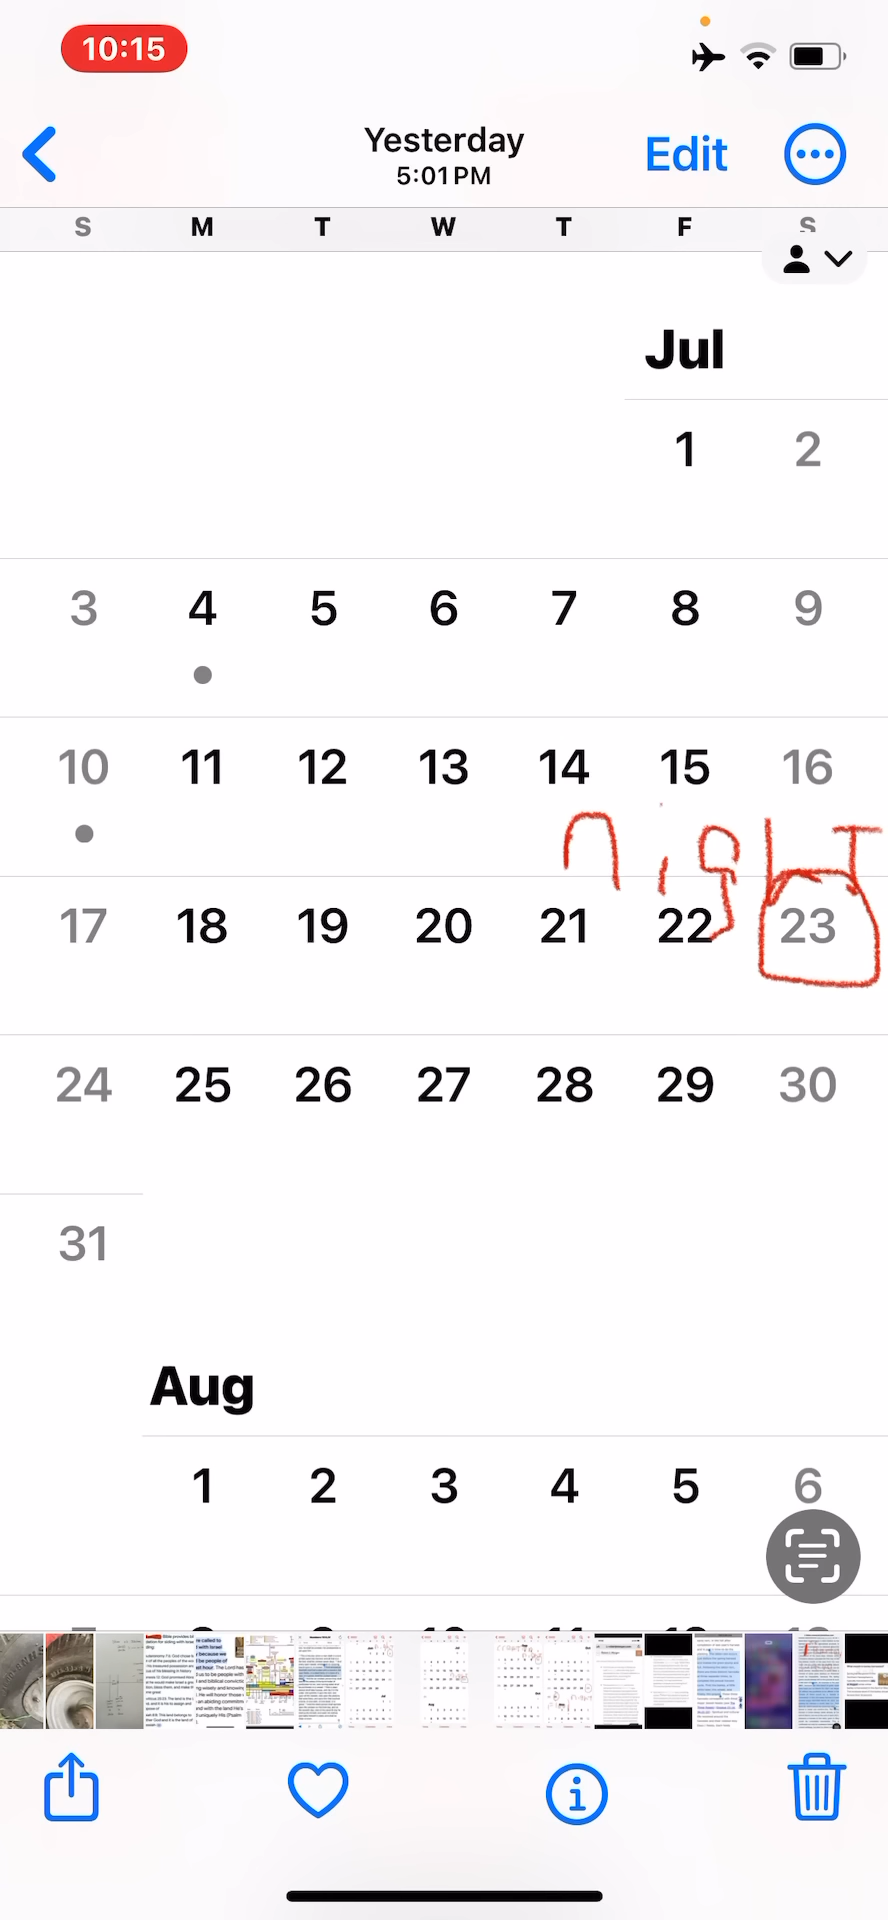 10:15
Yesterday
5:01 PM
Edit
S M T W T F S
Jul
1 2
3 4 5 6 7 8 9
10 11 12 13 14 15 16
nighT
17 18 19 20 21 22 23
24 25 26 27 28 29 30
31
Aug
1 2 3 4 5 6